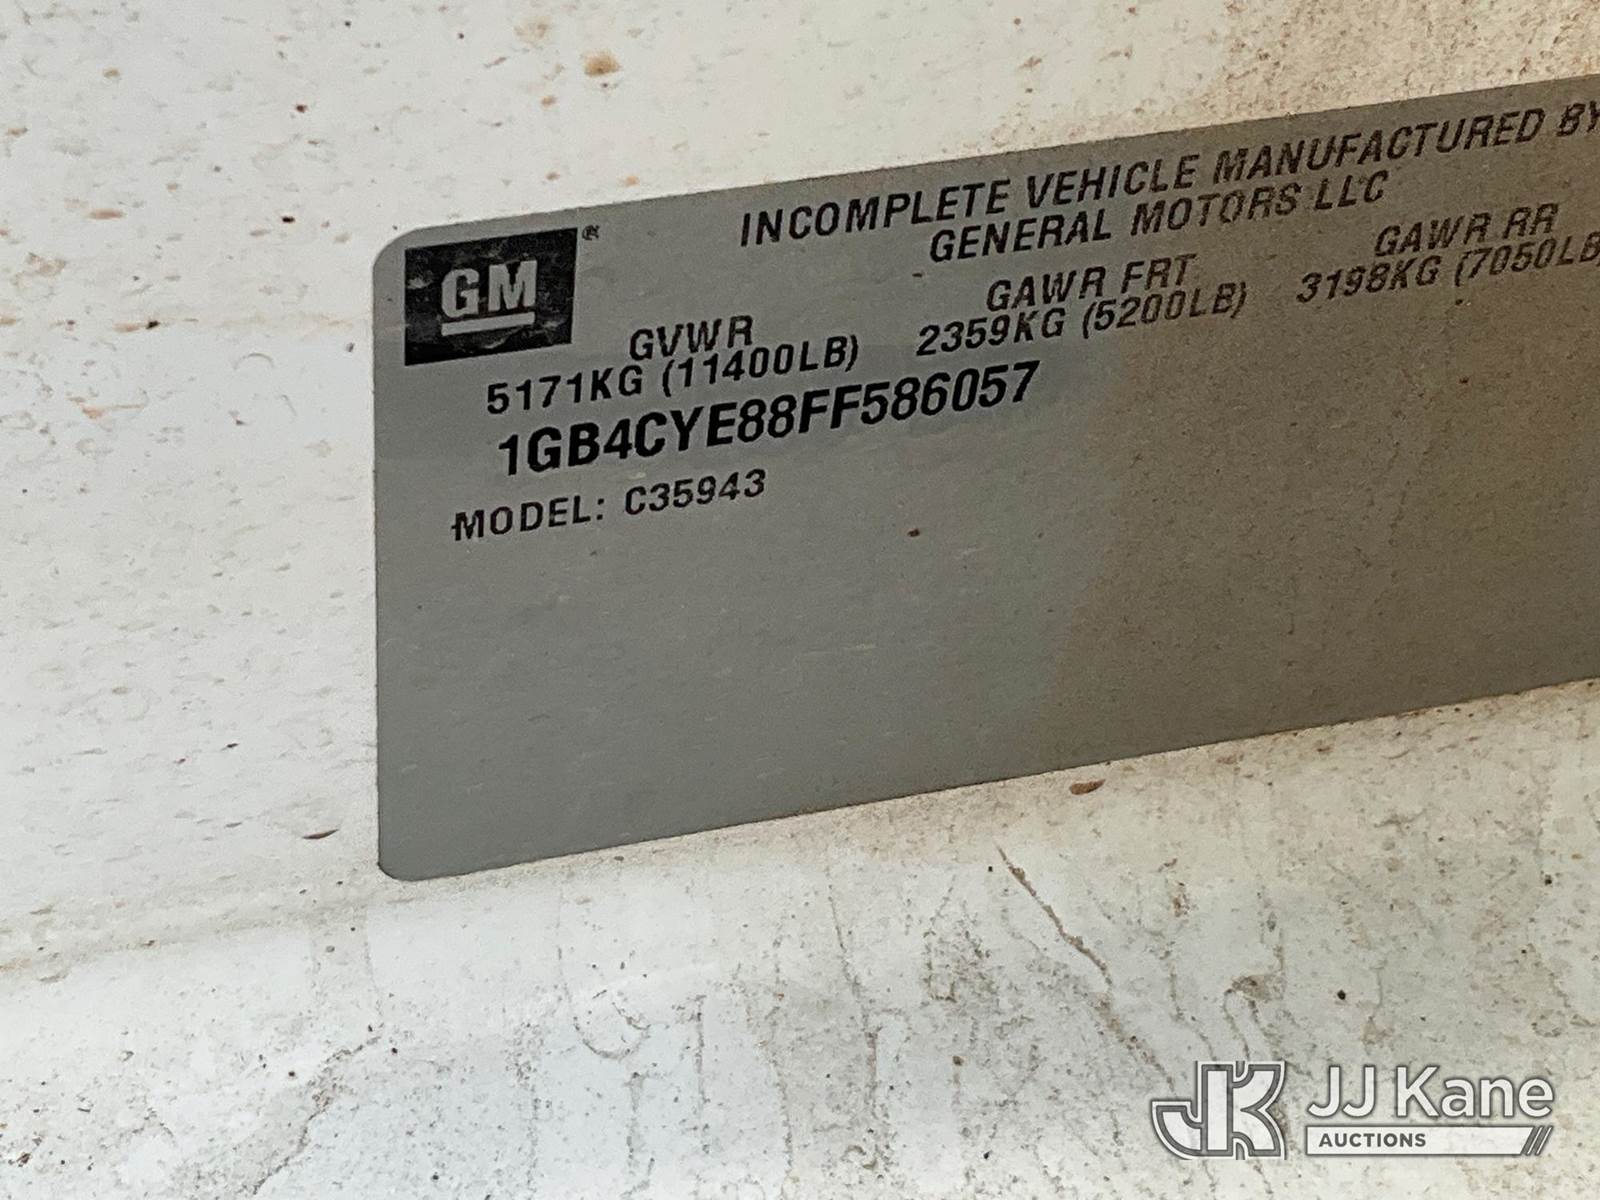 GM®
INCOMPLETE VEHICLE MANUFACTURED BY
GENERAL MOTORS LLC
GVWR GAWR FRT GAWR RR
5171KG (11400LB) 2359KG (5200LB) 3198KG (7050LB)
1GB4CYE88FF586057
MODEL: C35943
JK JJ Kane
AUCTIONS